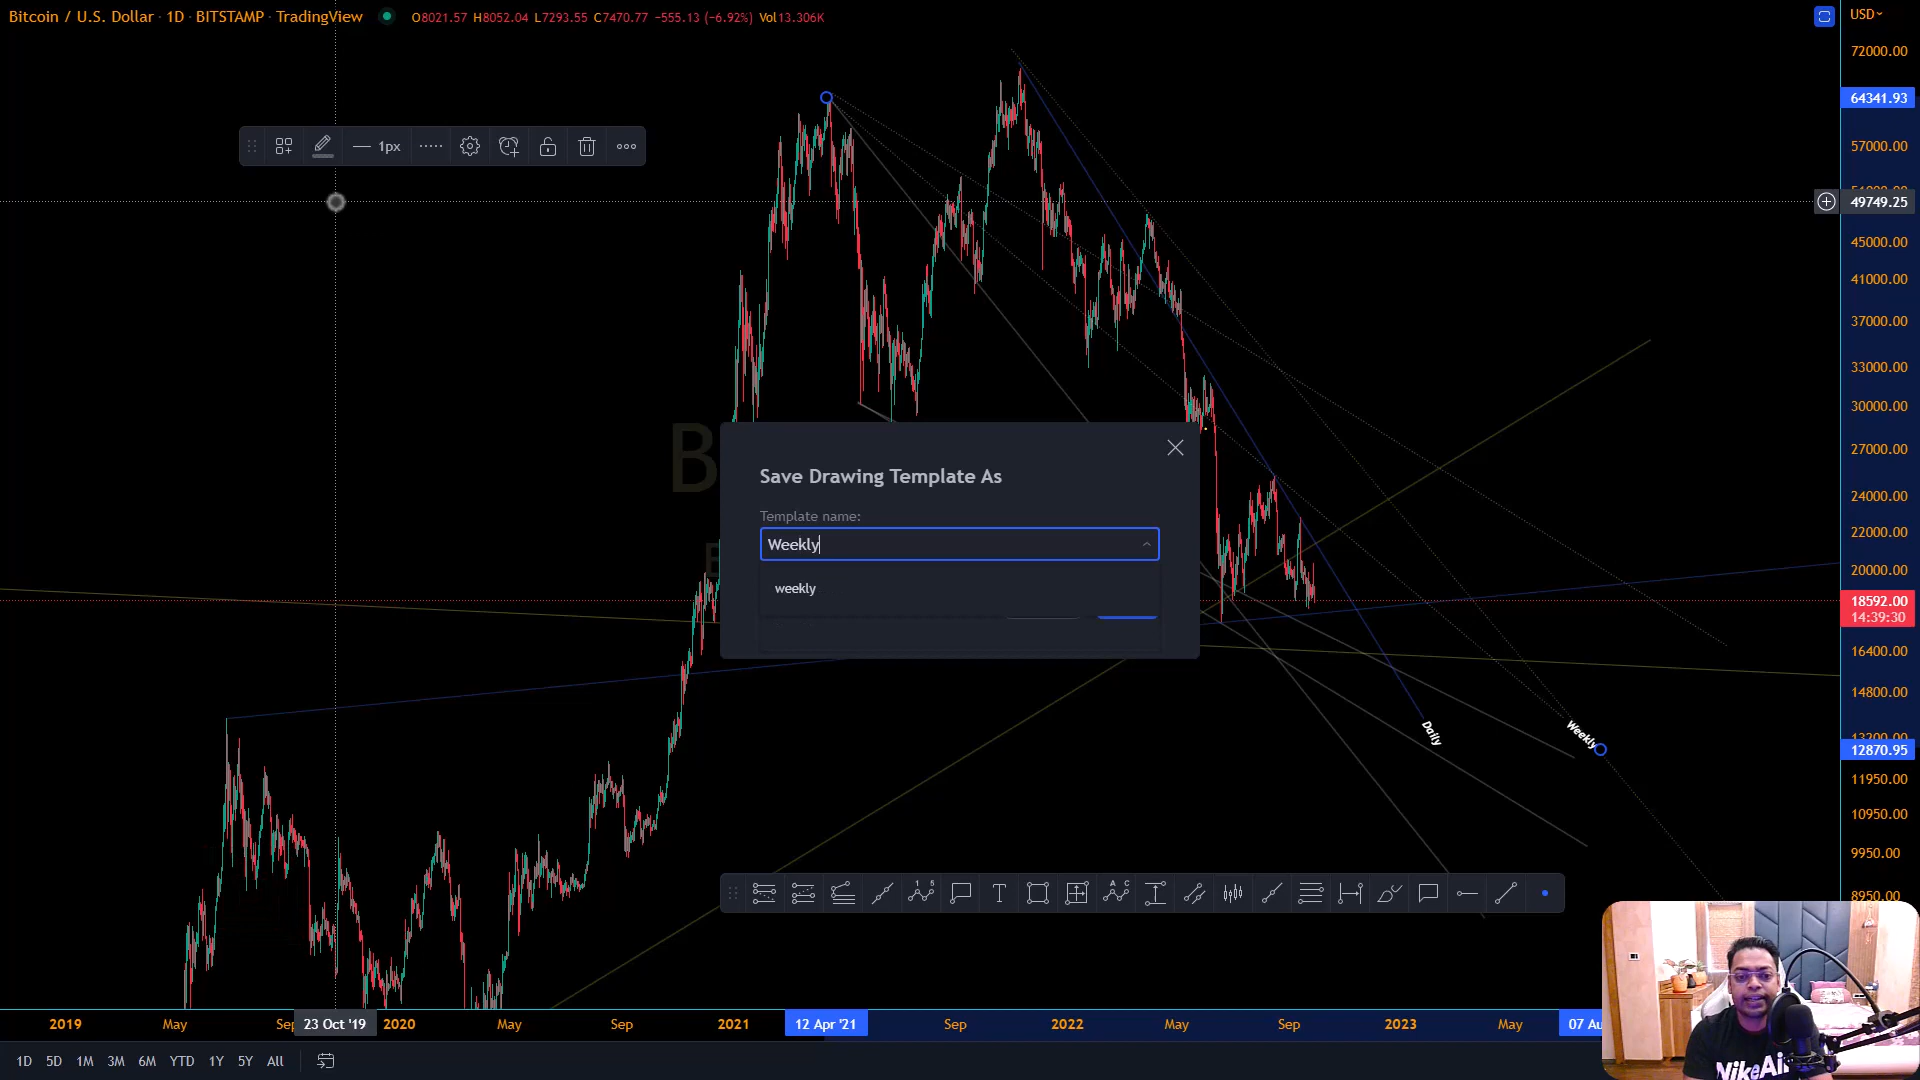 Bitcoin / U.S. Dollar · 1D · BITSTAMP · TradingView O8021.57 H8052.04 L7293.55 C7470.77 −555.13 (−6.92%) Vol13.306K
USD
72000.00
64341.93
1px
57000.00
49749.25
45000.00
41000.00
37000.00
33000.00
30000.00
27000.00
Save Drawing Template As
24000.00
Template name:
22000.00
Weekly
20000.00
weekly
18592.00
14:39:30
16400.00
14800.00
Daily
Weekly
12870.95
11950.00
10950.00
9950.00
8950.00
2019 May Sep 23 Oct '19 2020 May Sep 2021 12 Apr '21 Sep 2022 May Sep 2023 May 07 Au
1D 5D 1M 3M 6M YTD 1Y 5Y All
NikeAir